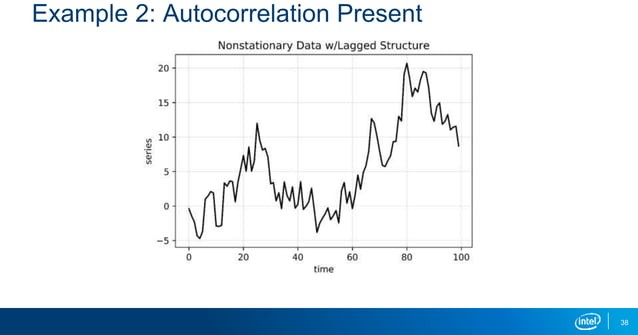 Example 2: Autocorrelation Present
Nonstationary Data w/Lagged Structure
20
15
10
5
0
−5
series
0 20 40 60 80 100
time
intel 38